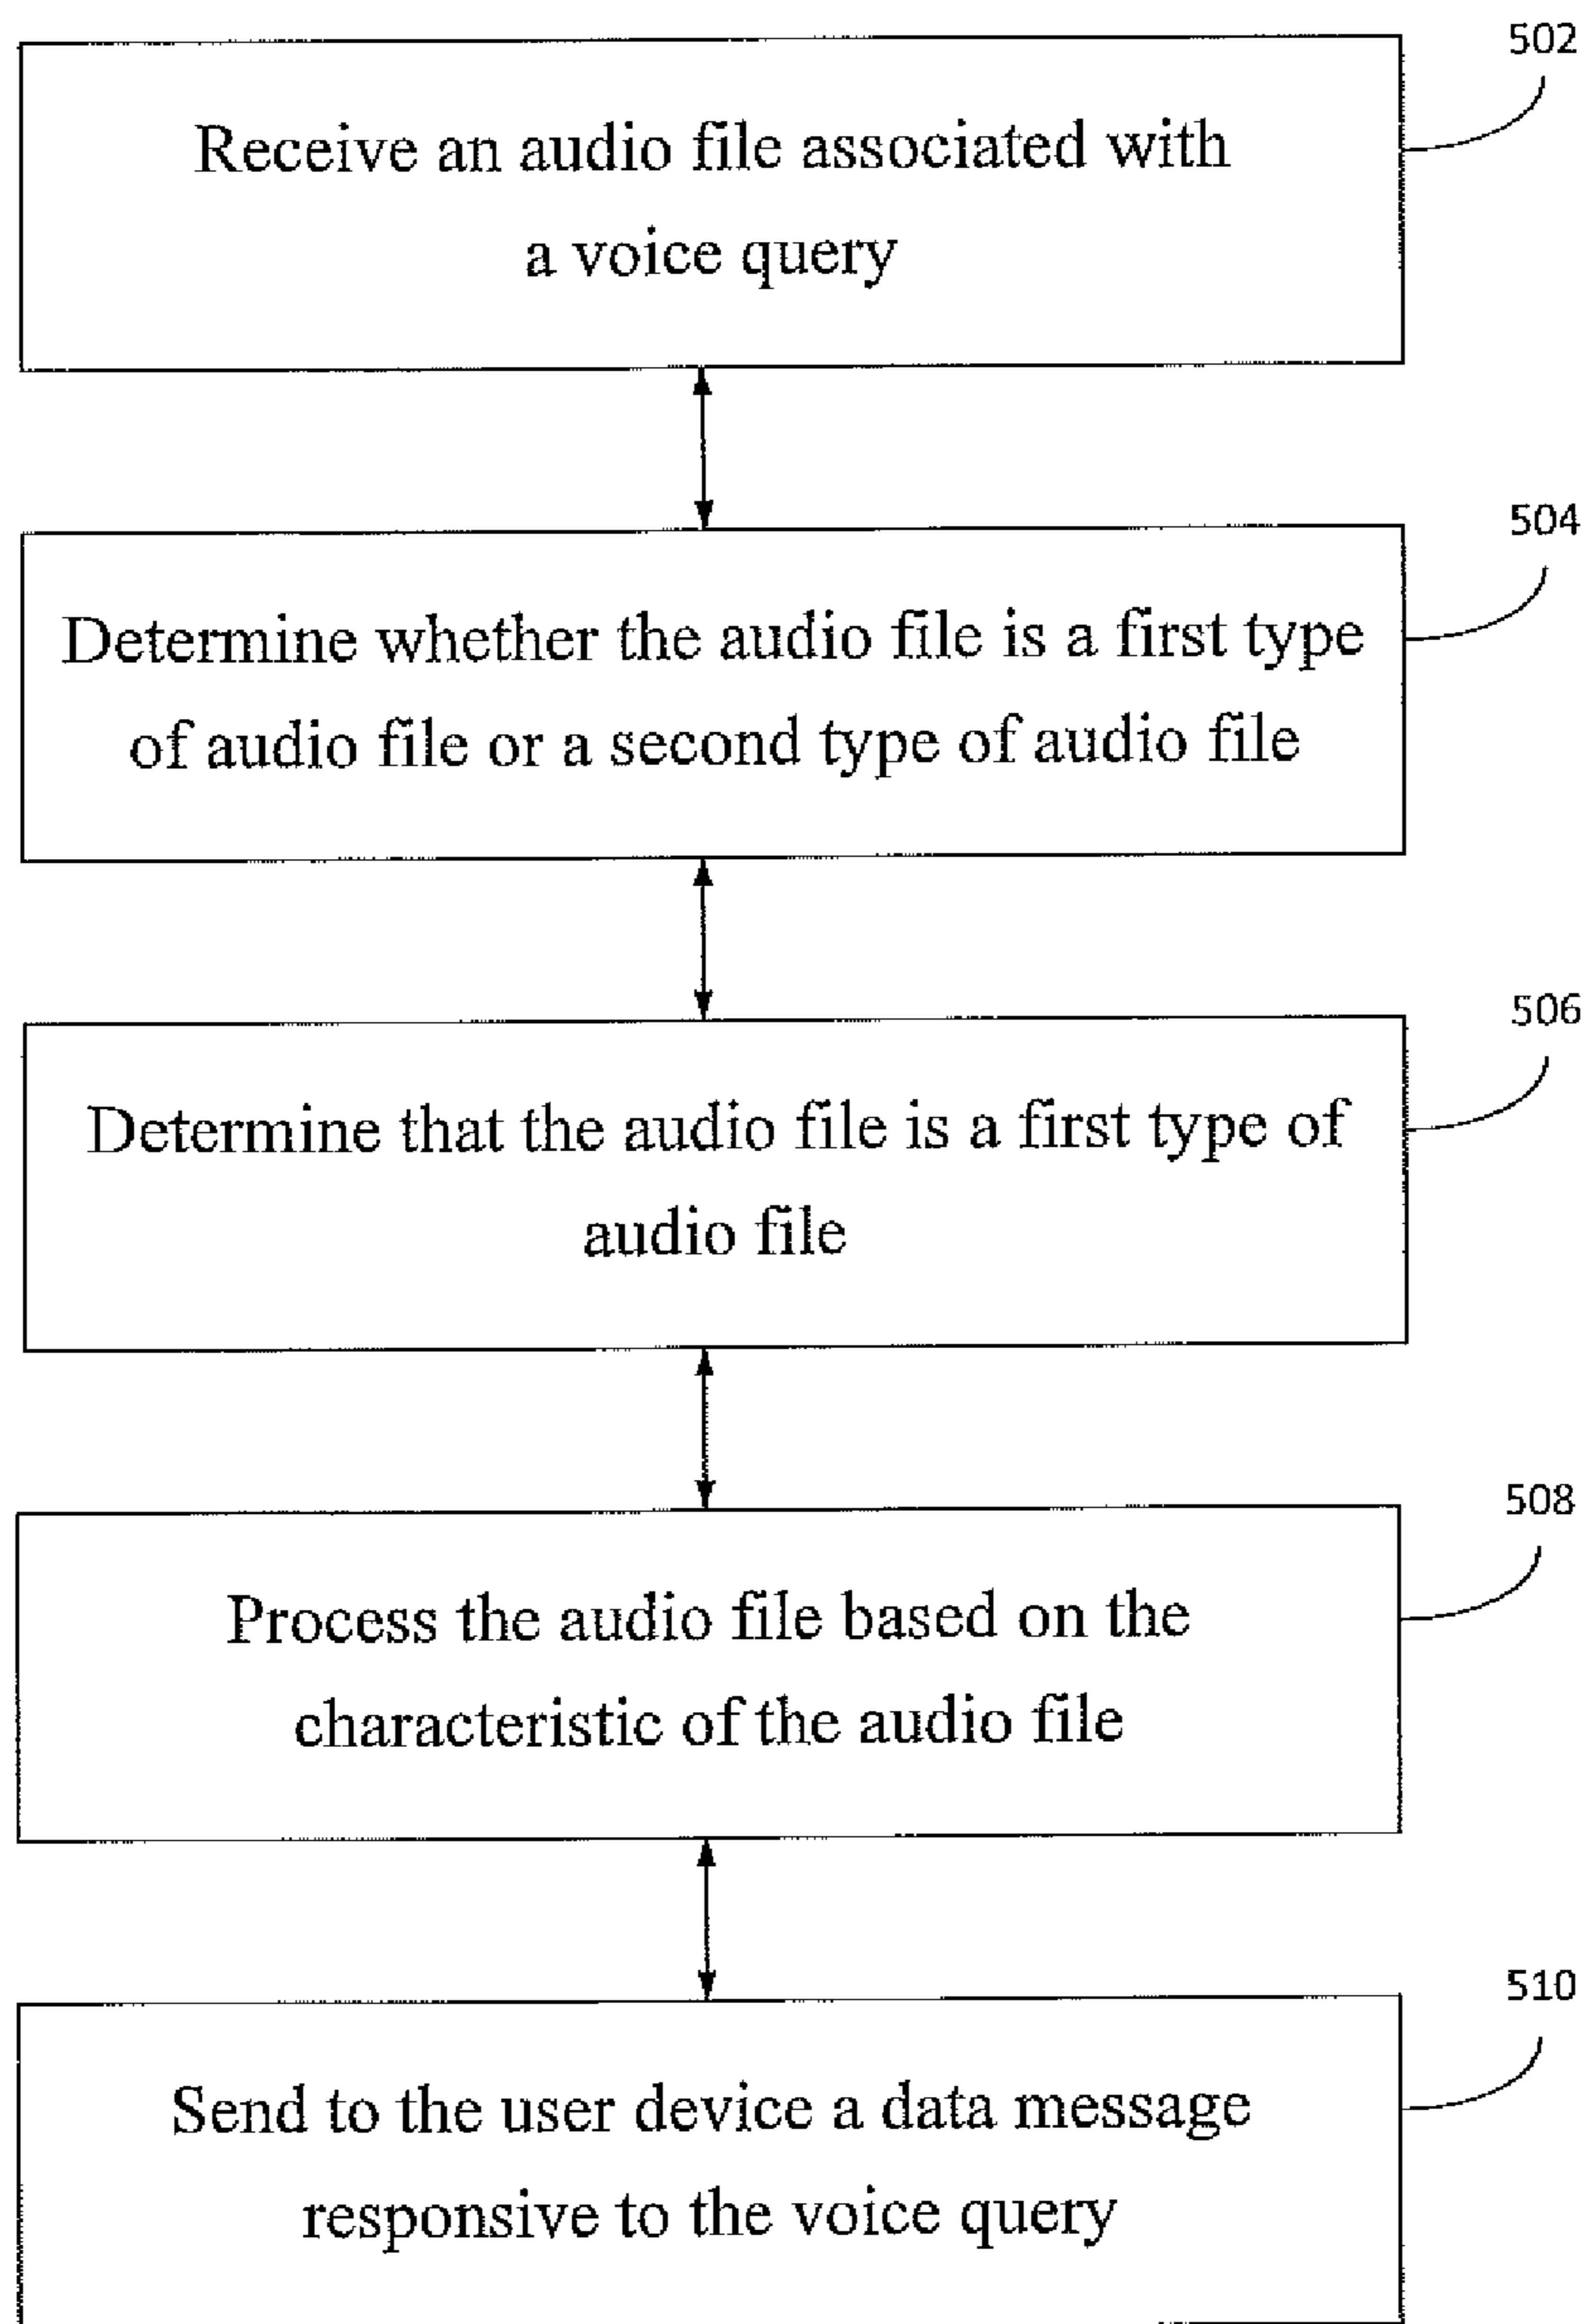 502
Receive an audio file associated with
a voice query
504
Determine whether the audio file is a first type
of audio file or a second type of audio file
506
Determine that the audio file is a first type of
audio file
508
Process the audio file based on the
characteristic of the audio file
510
Send to the user device a data message
responsive to the voice query